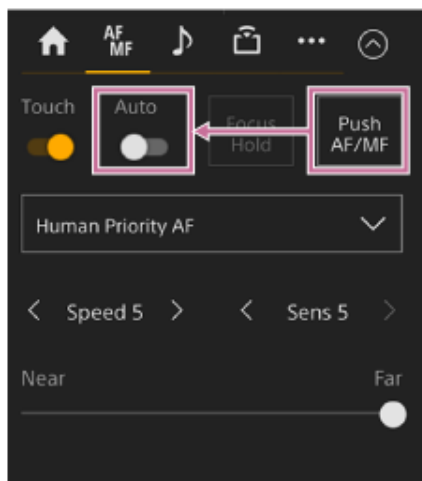 AF
MF
Touch
Auto
Focus
Hold
Push
AF/MF
Human Priority AF
Speed 5
Sens 5
Near
Far